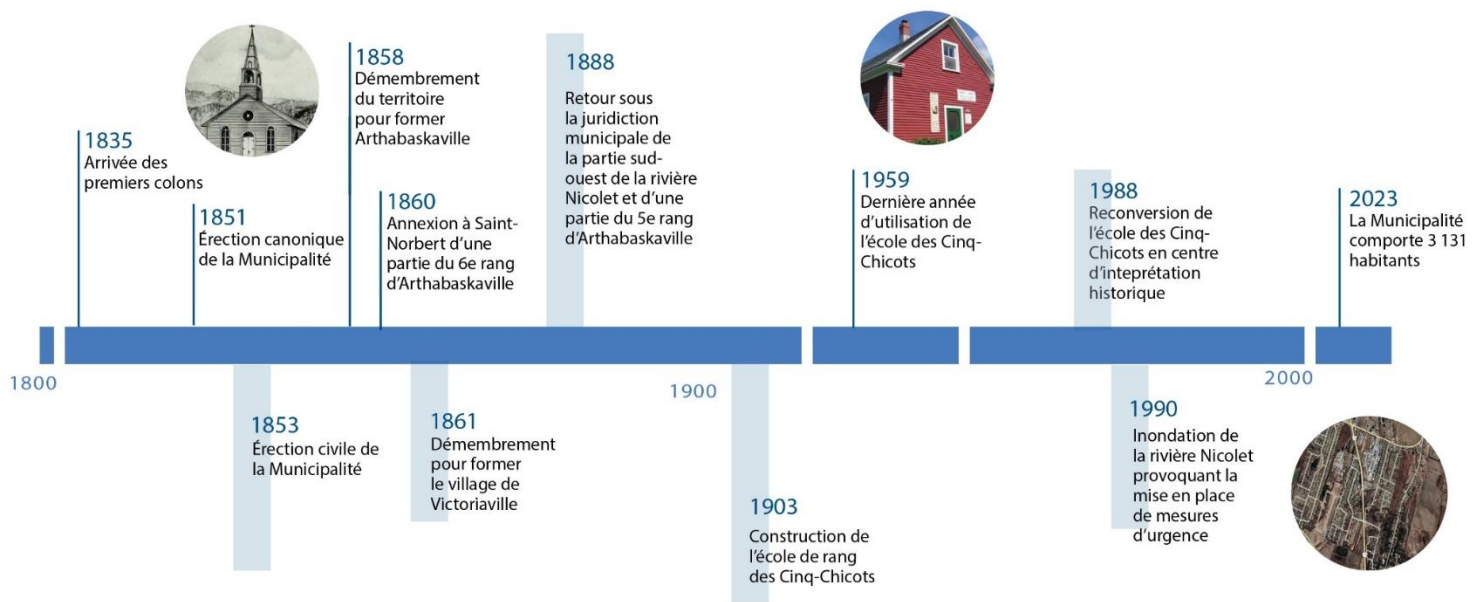 1835
Arrivée des
premiers colons
1851
Érection canonique
de la Municipalité
1858
Démembrement
du territoire
pour former
Arthabaskaville
1860
Annexion à Saint-
Norbert d'une
partie du 6e rang
d'Arthabaskaville
1888
Retour sous
la juridiction
municipale de
la partie sud-
ouest de la rivière
Nicolet et d'une
partie du 5e rang
d'Arthabaskaville
1959
Dernière année
d'utilisation de
l'école des Cinq-
Chicots
1988
Reconversion de
l'école des Cinq-
Chicots en centre
d'inteprétation
historique
2023
La Municipalité
comporte 3 131
habitants
1800
1900
2000
1853
Érection civile de
la Municipalité
1861
Démembrement
pour former
le village de
Victoriaville
1903
Construction de
l'école de rang
des Cinq-Chicots
1990
Inondation de
la rivière Nicolet
provoquant la
mise en place
de mesures
d'urgence